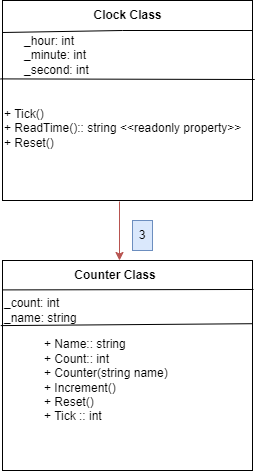 Clock Class
_hour: int
_minute: int
_second: int
+ Tick()
+ ReadTime():: string <<readonly property>>
+ Reset()
3
Counter Class
_count: int
_name: string
+ Name:: string
+ Count:: int
+ Counter(string name)
+ Increment()
+ Reset()
+ Tick :: int